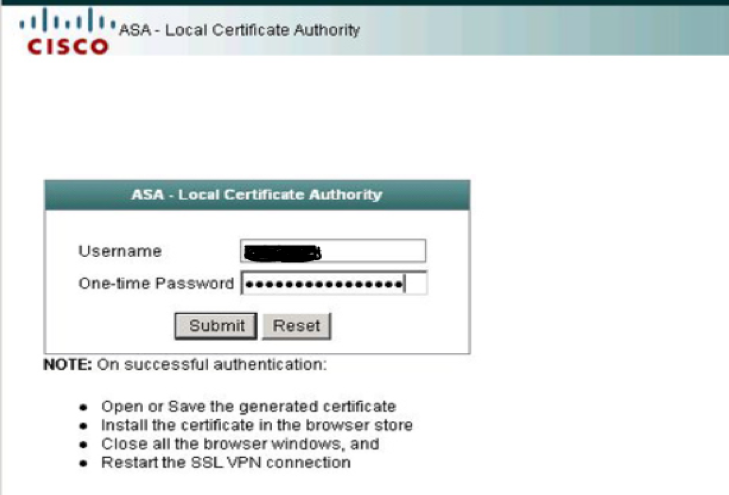 CISCO ASA - Local Certificate Authority
ASA - Local Certificate Authority
Username
One-time Password ••••••••••••••••
Submit Reset
NOTE: On successful authentication:
• Open or Save the generated certificate
• Install the certificate in the browser store
• Close all the browser windows, and
• Restart the SSL VPN connection